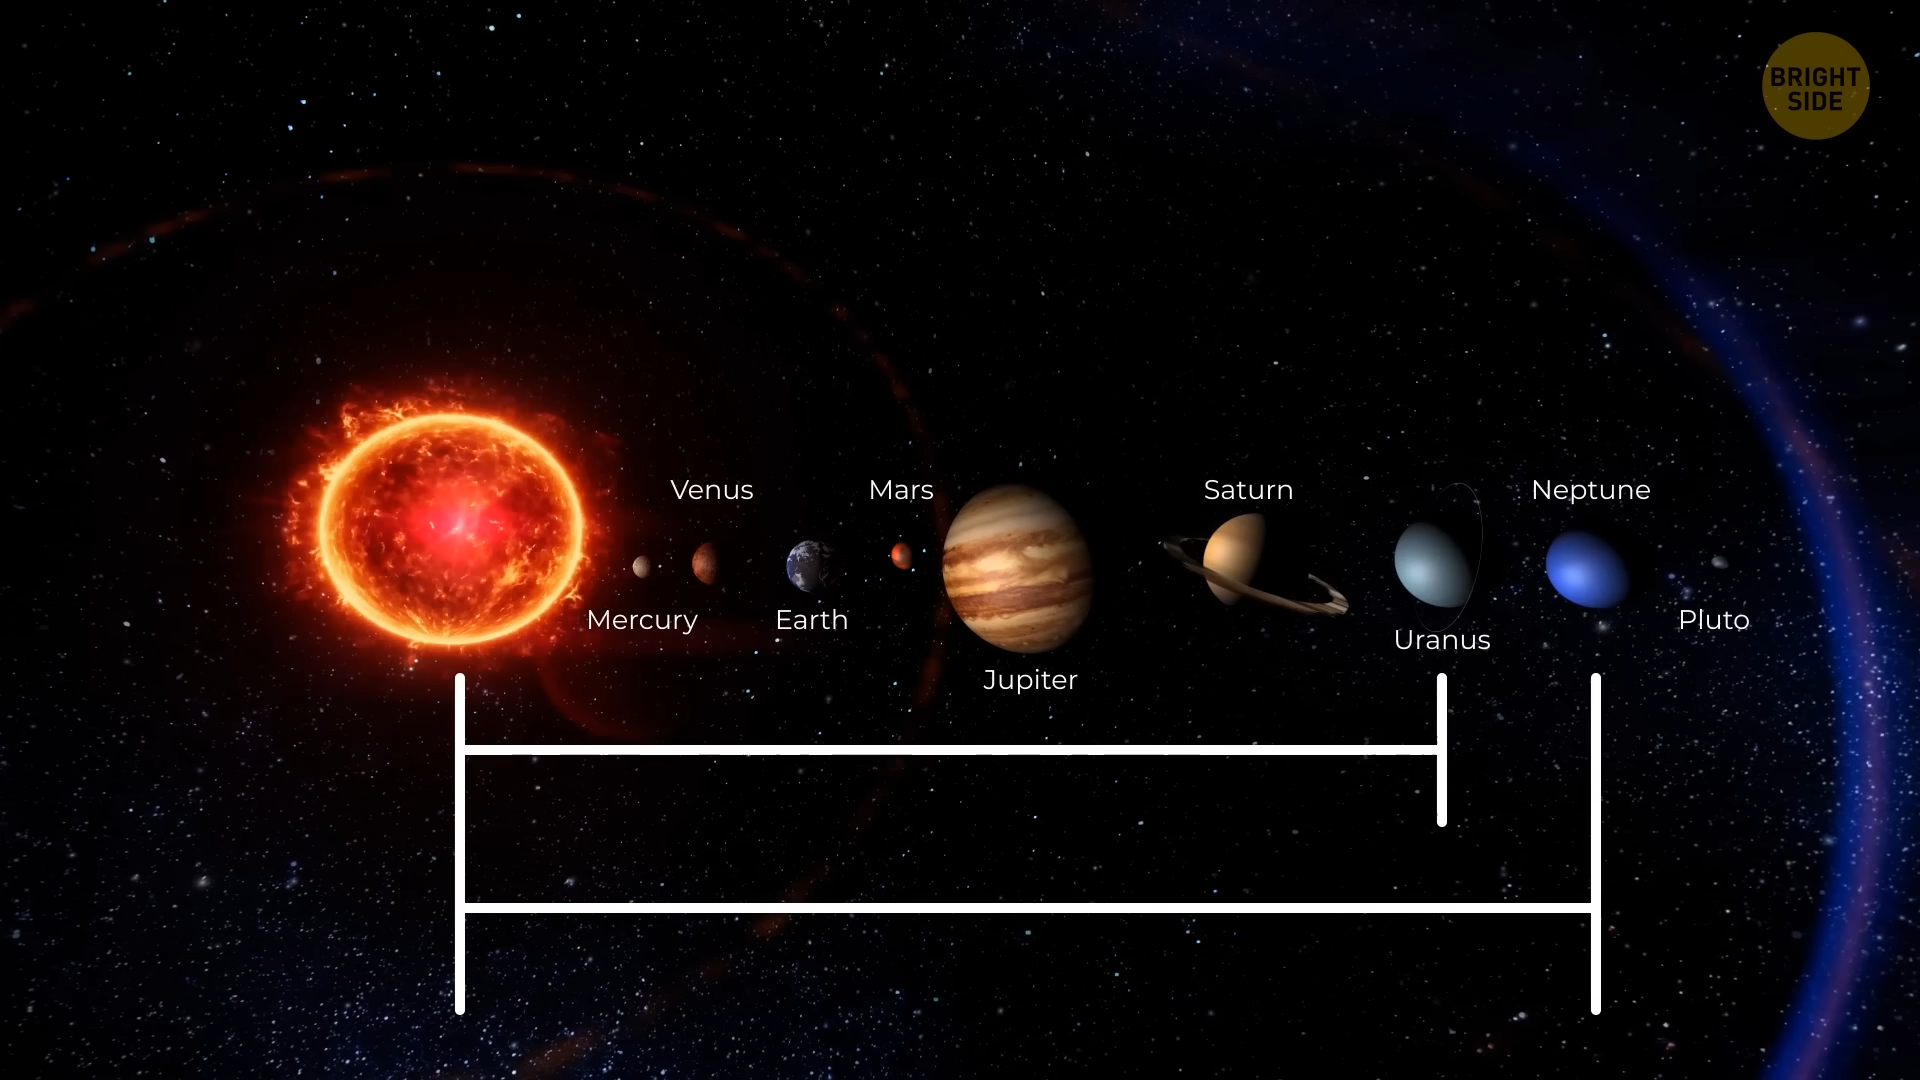 BRIGHT
SIDE
Venus
Mars
Saturn
Neptune
Mercury
Earth
Pluto
Uranus
Jupiter